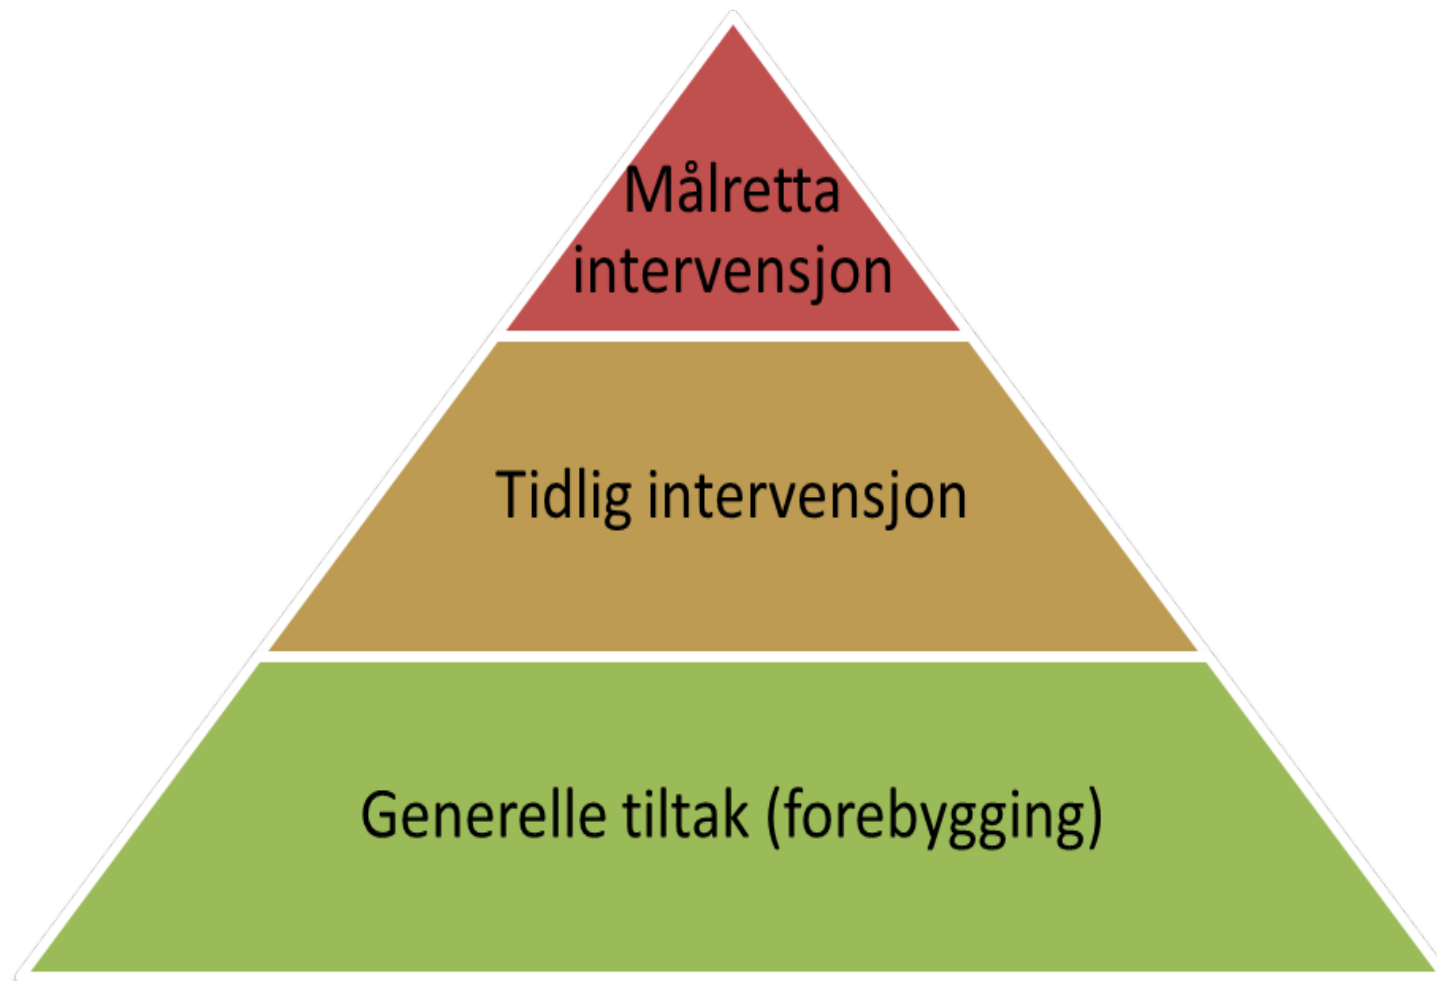 Målretta
intervensjon
Tidlig intervensjon
Generelle tiltak (forebygging)